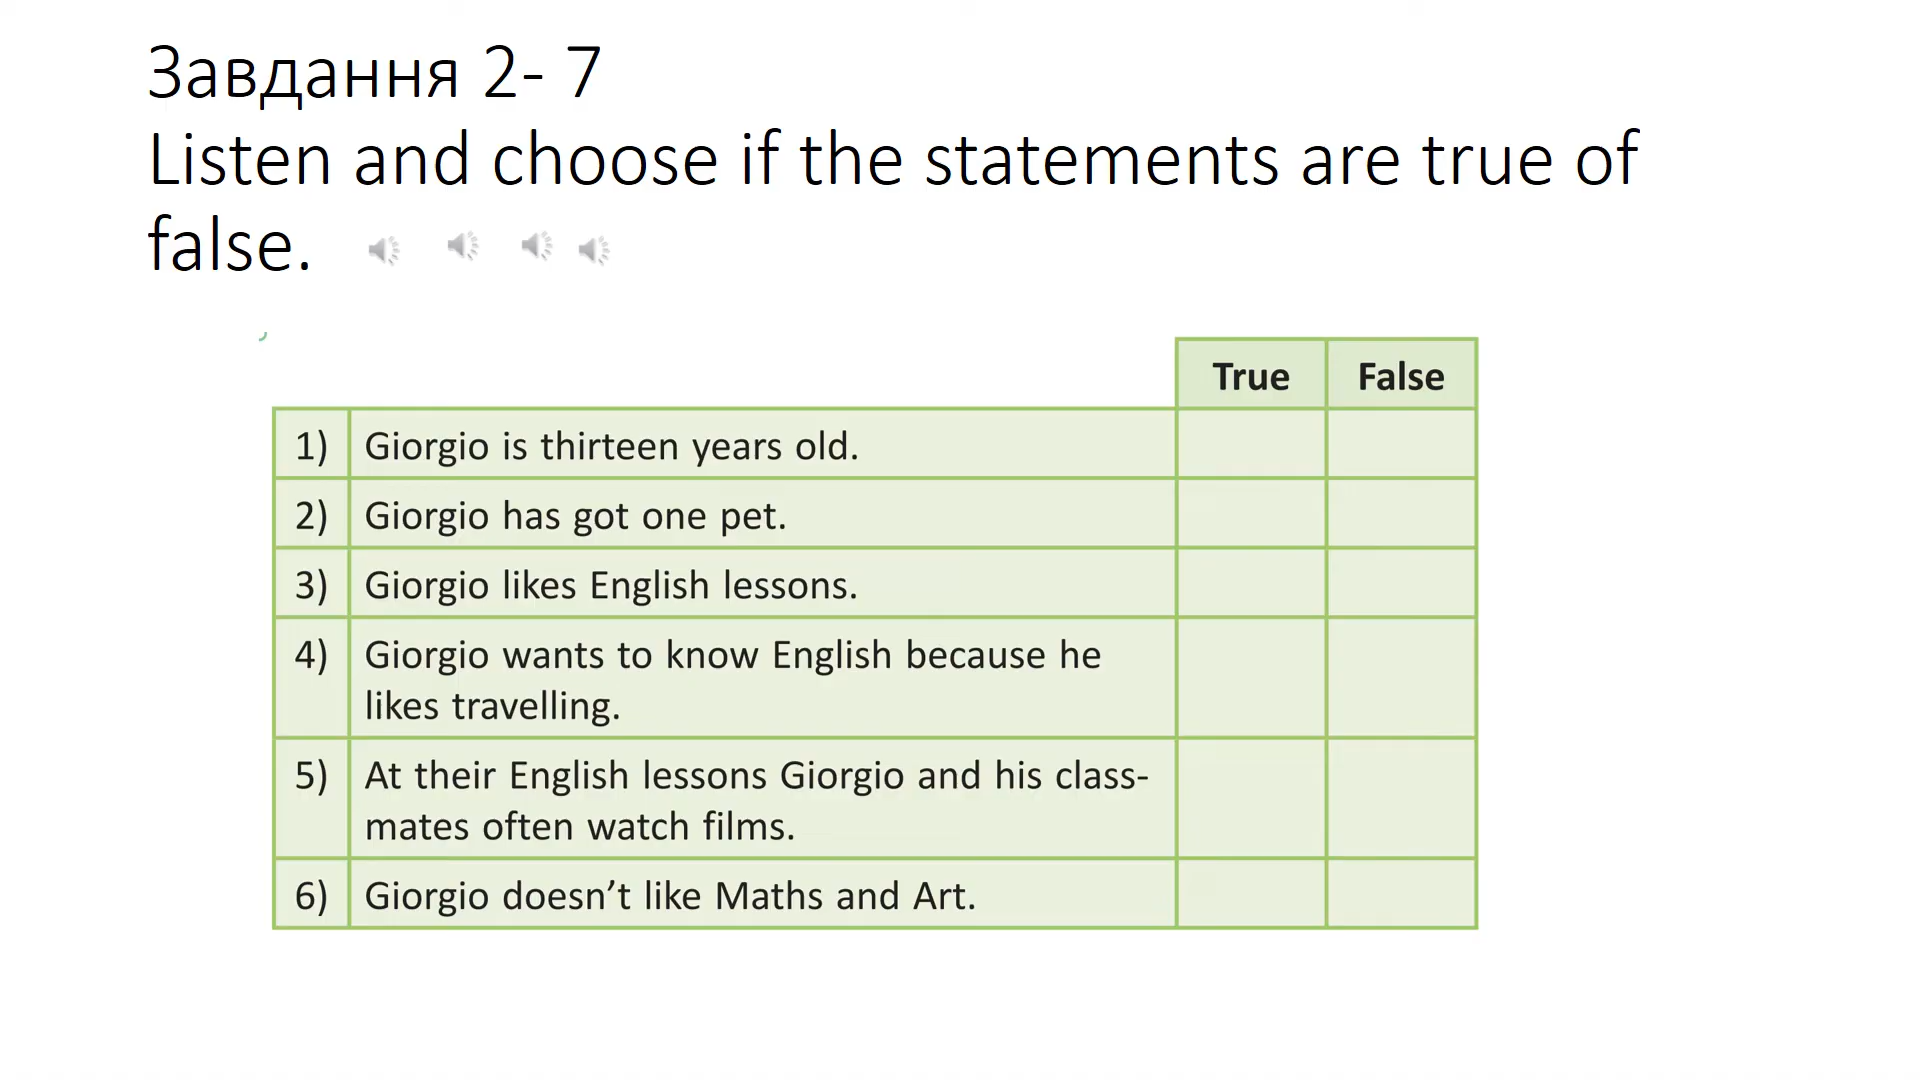 Завдання 2- 7
Listen and choose if the statements are true of
false.
True False
1) Giorgio is thirteen years old.
2) Giorgio has got one pet.
3) Giorgio likes English lessons.
4) Giorgio wants to know English because he
likes travelling.
5) At their English lessons Giorgio and his class-
mates often watch films.
6) Giorgio doesn’t like Maths and Art.